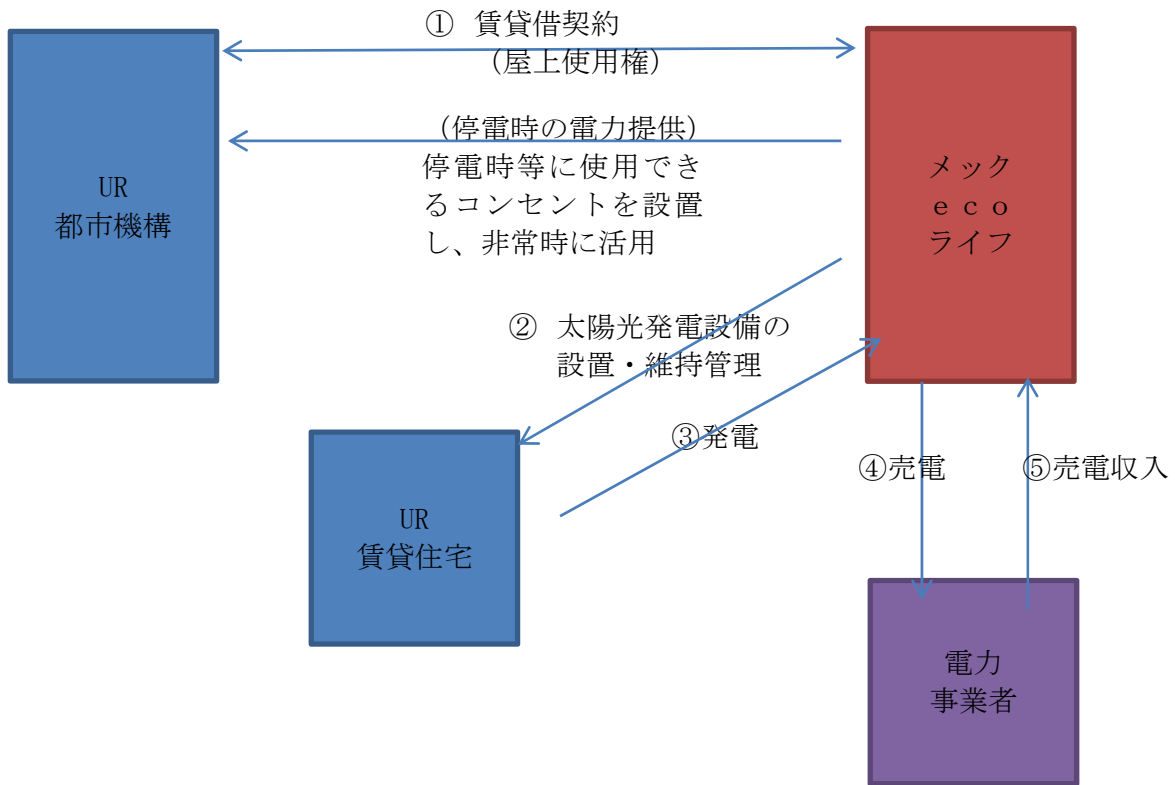 ① 賃貸借契約
（屋上使用権）
（停電時の電力提供）
停電時等に使用でき
るコンセントを設置
し、非常時に活用
UR
都市機構
メック
ｅｃｏ
ライフ
② 太陽光発電設備の
設置・維持管理
③発電
④売電
⑤売電収入
UR
賃貸住宅
電力
事業者